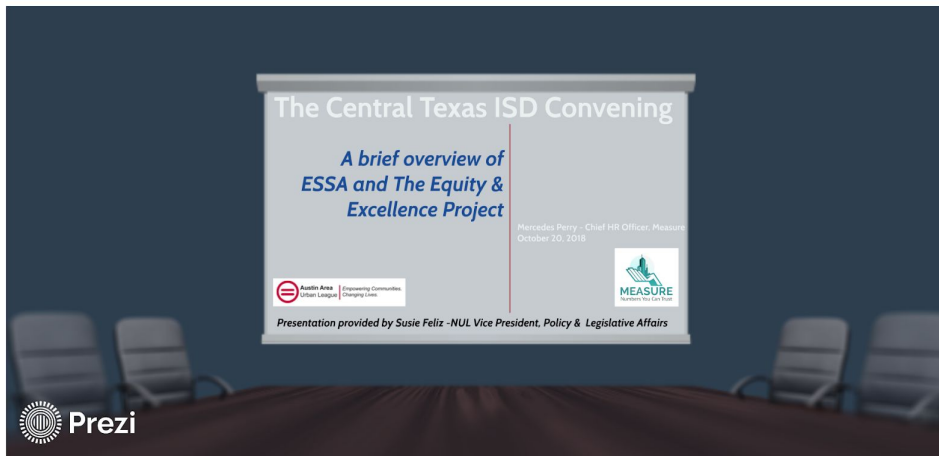 The Central Texas ISD Convening
A brief overview of
ESSA and The Equity &
Excellence Project
Mercedes Perry - Chief HR Officer, Measure
October 20, 2018
Austin Area
Urban League
Empowering Communities.
Changing Lives.
MEASURE
Numbers You Can Trust
Presentation provided by Susie Feliz -NUL Vice President, Policy & Legislative Affairs
Prezi